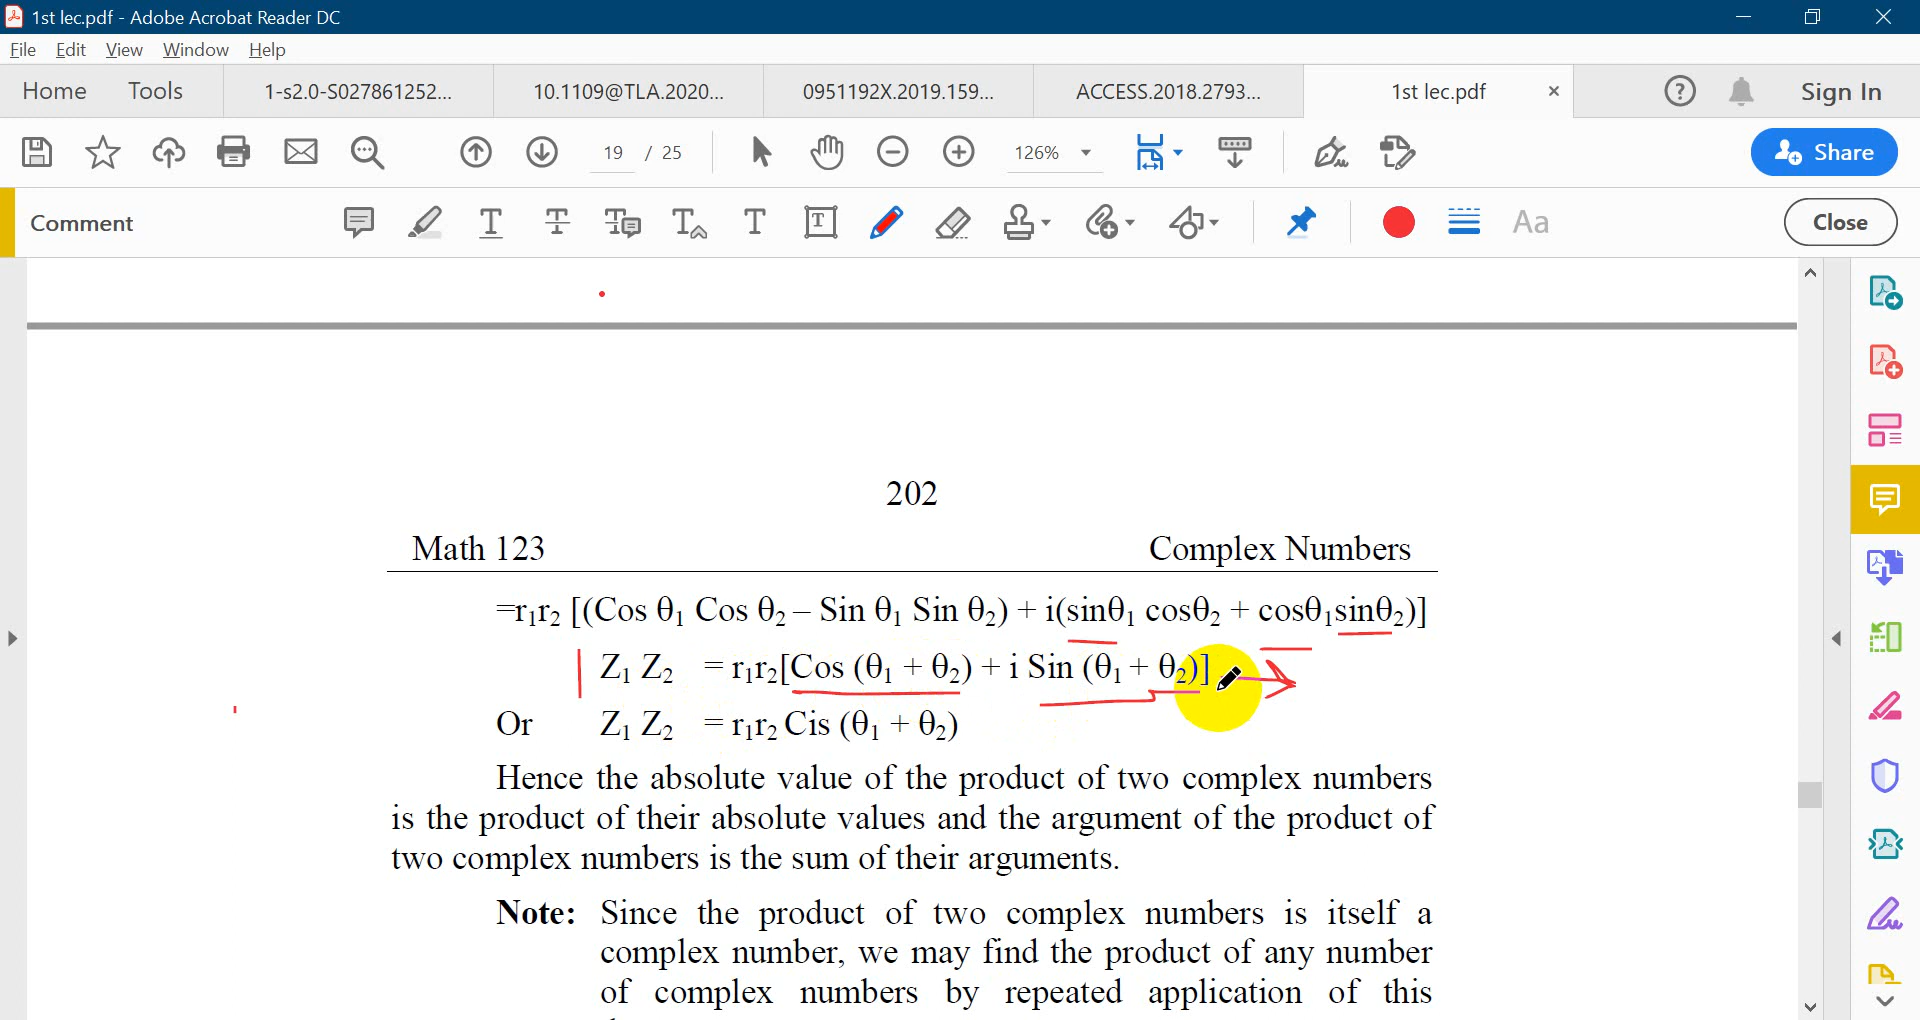 1st lec.pdf - Adobe Acrobat Reader DC
File Edit View Window Help
Home Tools 1-s2.0-S027861252... 10.1109@TLA.2020... 0951192X.2019.159... ACCESS.2018.2793... 1st lec.pdf × Sign In
19 / 25 126% Share
Comment Aa Close
202
Math 123 Complex Numbers
=r₁r₂ [(Cos θ₁ Cos θ₂ – Sin θ₁ Sin θ₂) + i(sinθ₁ cosθ₂ + cosθ₁sinθ₂)]
Z₁ Z₂ = r₁r₂[Cos (θ₁ + θ₂) + i Sin (θ₁ + θ₂)]
Or Z₁ Z₂ = r₁r₂ Cis (θ₁ + θ₂)
Hence the absolute value of the product of two complex numbers
is the product of their absolute values and the argument of the product of
two complex numbers is the sum of their arguments.
Note: Since the product of two complex numbers is itself a
complex number, we may find the product of any number
of complex numbers by repeated application of this